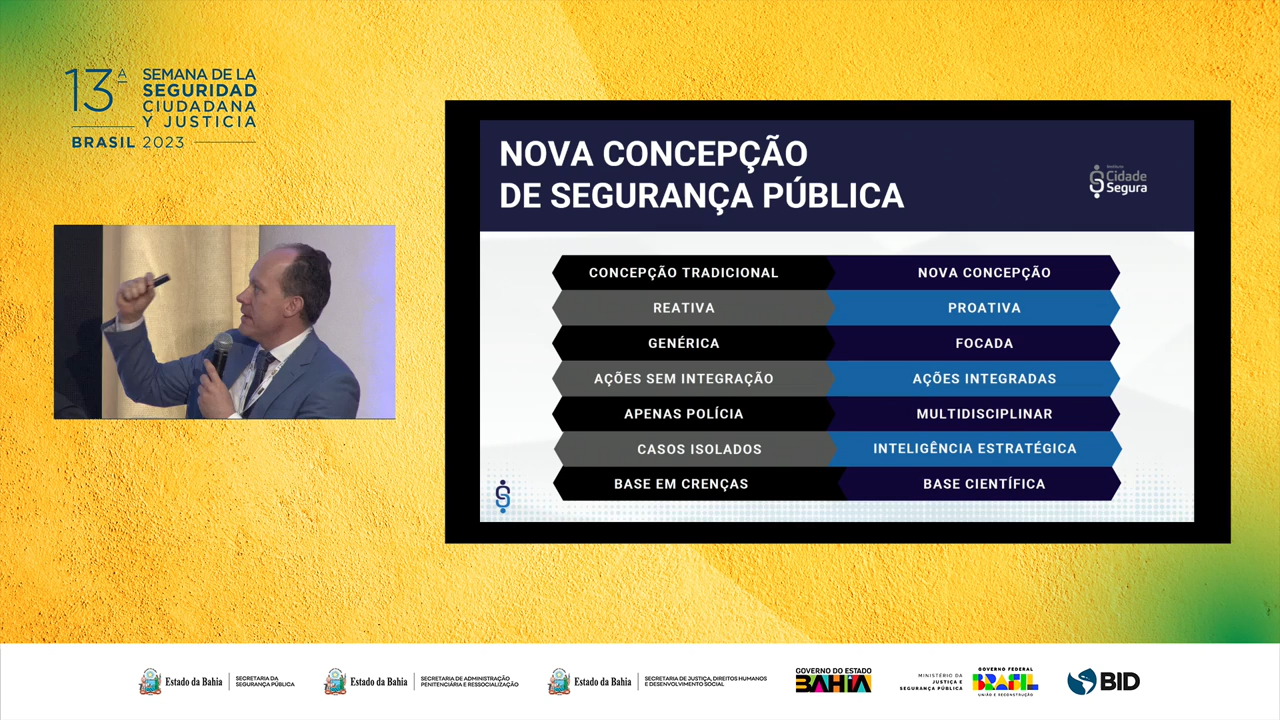 13ª
SEMANA DE LA
SEGURIDAD
CIUDADANA
Y JUSTICIA
BRASIL 2023
NOVA CONCEPÇÃO
DE SEGURANÇA PÚBLICA
Instituto
Cidade
Segura
CONCEPÇÃO TRADICIONAL NOVA CONCEPÇÃO
REATIVA PROATIVA
GENÉRICA FOCADA
AÇÕES SEM INTEGRAÇÃO AÇÕES INTEGRADAS
APENAS POLÍCIA MULTIDISCIPLINAR
CASOS ISOLADOS INTELIGÊNCIA ESTRATÉGICA
BASE EM CRENÇAS BASE CIENTÍFICA
Estado da Bahia
SECRETARIA DA
SEGURANÇA PÚBLICA
Estado da Bahia
SECRETARIA DE ADMINISTRAÇÃO
PENITENCIÁRIA E RESSOCIALIZAÇÃO
Estado da Bahia
SECRETARIA DE JUSTIÇA, DIREITOS HUMANOS
E DESENVOLVIMENTO SOCIAL
GOVERNO DO ESTADO
BAHIA
MINISTÉRIO DA
JUSTIÇA E
SEGURANÇA PÚBLICA
GOVERNO FEDERAL
BRASIL
UNIÃO E RECONSTRUÇÃO
BID